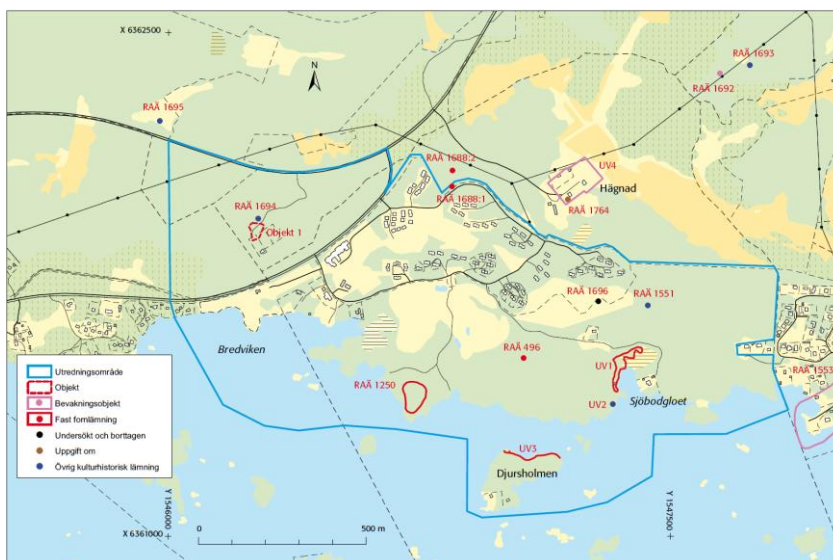 X 6362500
N
RAÄ 1693
RAÄ 1692
RAÄ 1695
RAÄ 1688:2
UV4
Hägnad
RAÄ 1688:1
RAÄ 1764
RAÄ 1694
Objekt 1
RAÄ 1696
RAÄ 1551
Bredviken
RAÄ 496
UV1
RAÄ 1553
RAÄ 1250
UV2
Sjöbodgloet
Utredningsområde
Objekt
Bevakningsobjekt
Fast fornlämning
Undersökt och borttagen
Uppgift om
Övrig kulturhistorisk lämning
UV3
Djursholmen
Y 1546000
Y 1547500
X 6361000
0
500 m